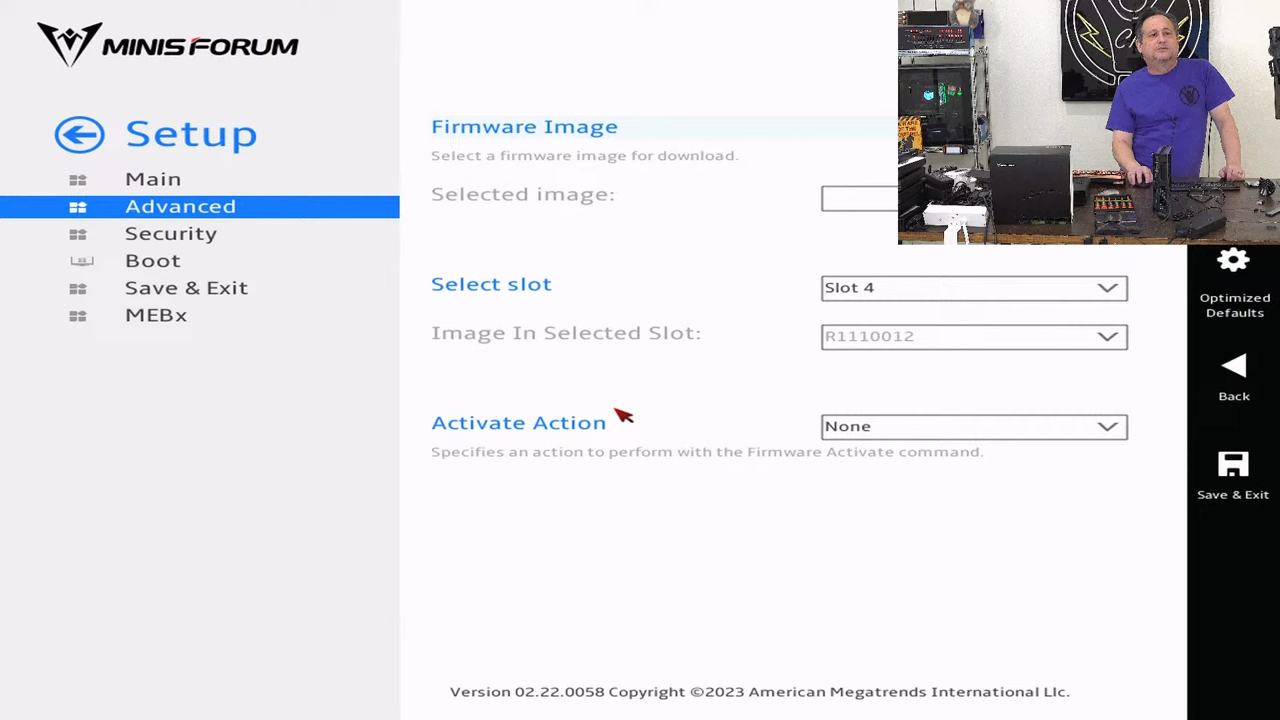 MINISFORUM
Setup
Main
Advanced
Security
Boot
Save & Exit
MEBx
Firmware Image
Select a firmware image for download.
Selected image:
Select slot
Slot 4
Image In Selected Slot:
R1110012
Activate Action
None
Specifies an action to perform with the Firmware Activate command.
Optimized
Defaults
Back
Save & Exit
Version 02.22.0058 Copyright ©2023 American Megatrends International Llc.